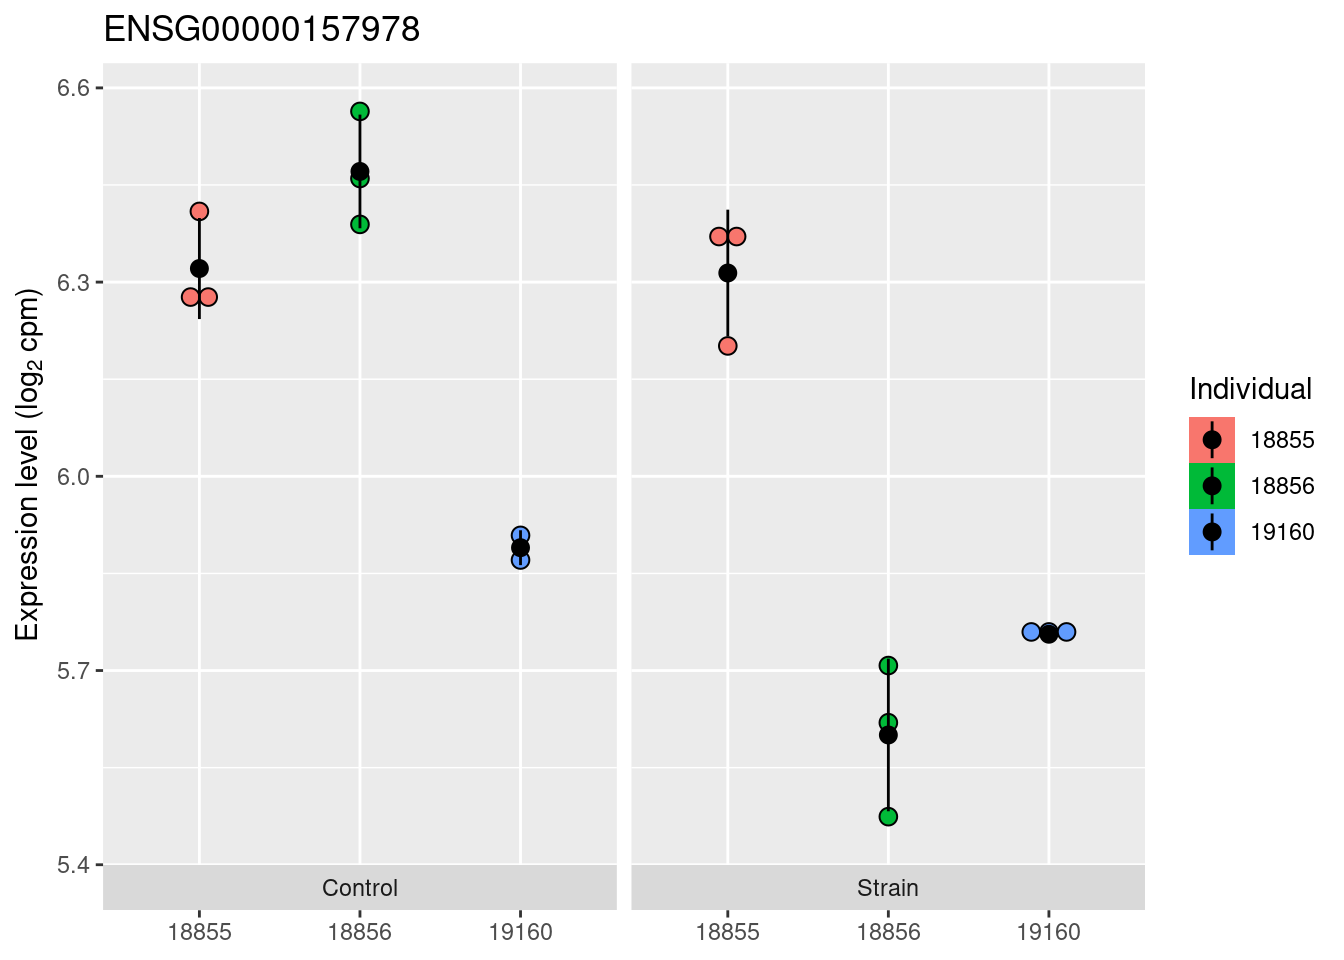 ENSG00000157978
Expression level (log₂ cpm)
6.6
6.3
6.0
5.7
5.4
Control
Strain
18855
18856
19160
18855
18856
19160
Individual
18855
18856
19160